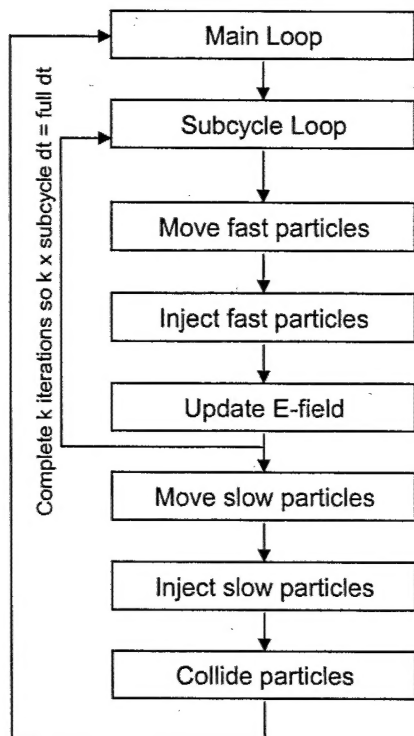 Main Loop
Subcycle Loop
Move fast particles
Inject fast particles
Update E-field
Move slow particles
Inject slow particles
Collide particles
Complete k iterations so k x subcycle dt = full dt